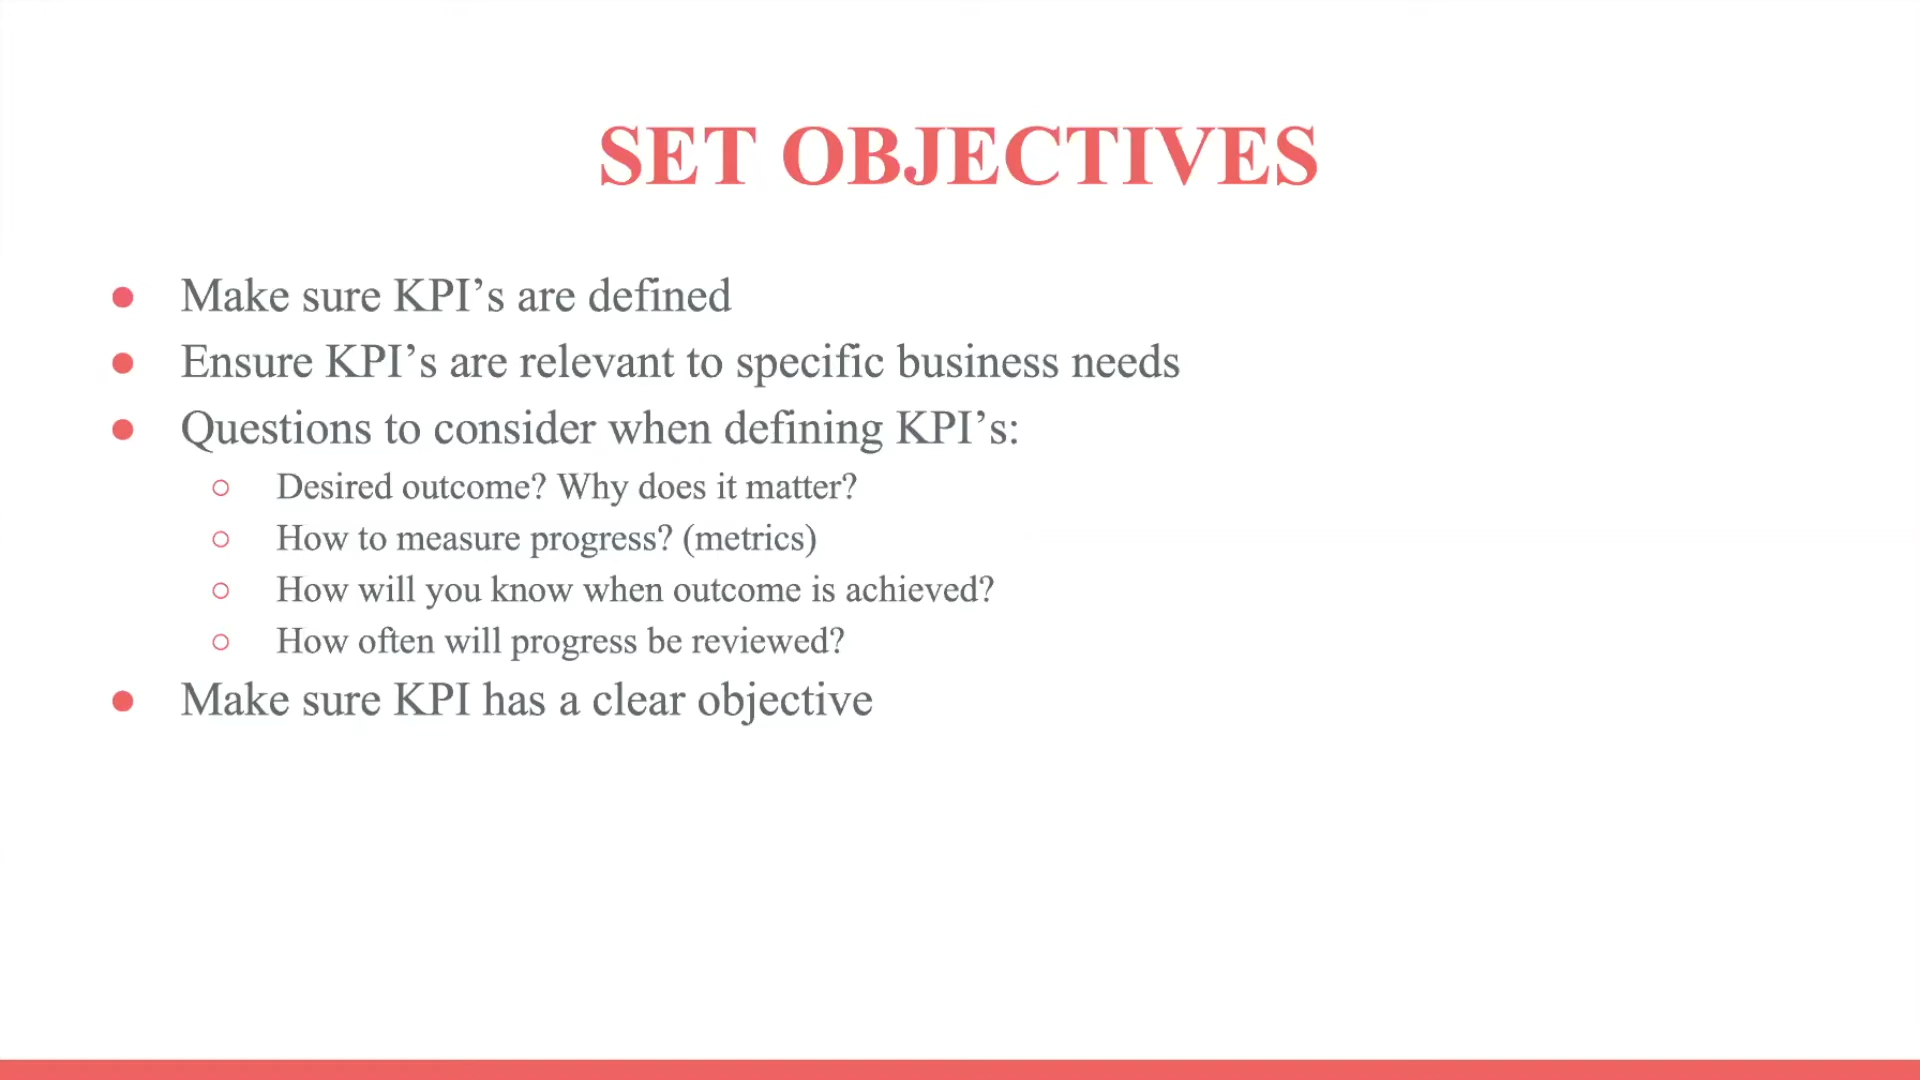 SET OBJECTIVES
● Make sure KPI’s are defined
● Ensure KPI’s are relevant to specific business needs
● Questions to consider when defining KPI’s:
○ Desired outcome? Why does it matter?
○ How to measure progress? (metrics)
○ How will you know when outcome is achieved?
○ How often will progress be reviewed?
● Make sure KPI has a clear objective